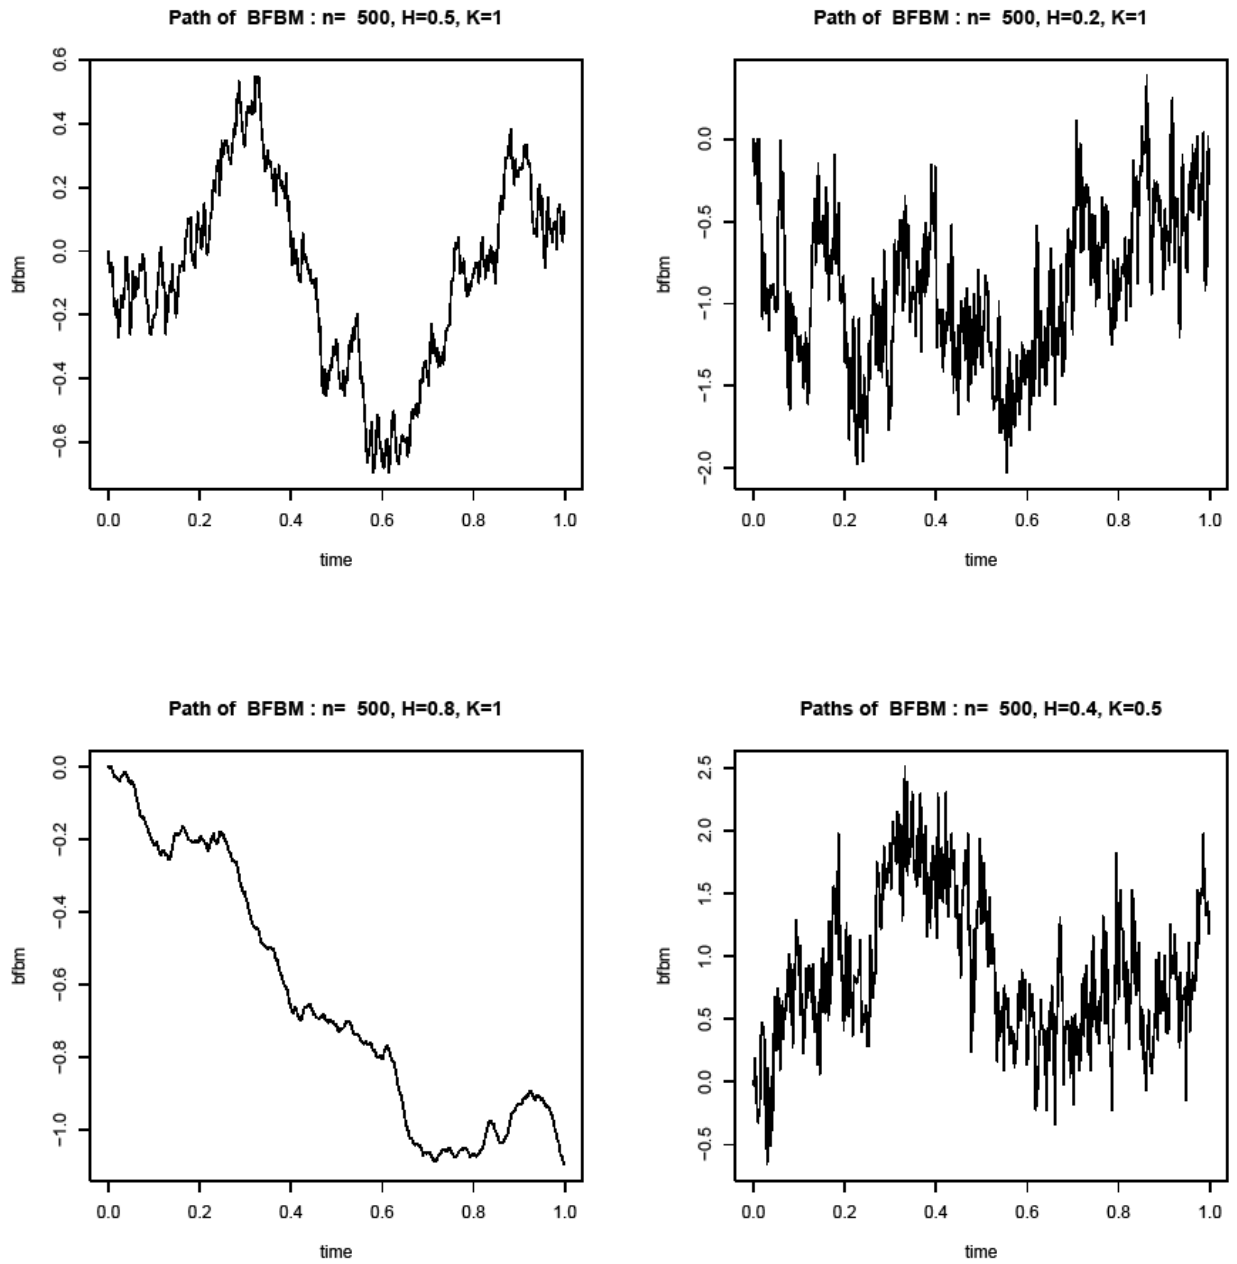 Path of  BFBM : n=  500, H=0.5, K=1
bfbm
0.6
0.4
0.2
0.0
−0.2
−0.4
−0.6
0.0 0.2 0.4 0.6 0.8 1.0
time
Path of  BFBM : n=  500, H=0.2, K=1
bfbm
0.0
−0.5
−1.0
−1.5
−2.0
0.0 0.2 0.4 0.6 0.8 1.0
time
Path of  BFBM : n=  500, H=0.8, K=1
bfbm
0.0
−0.2
−0.4
−0.6
−0.8
−1.0
0.0 0.2 0.4 0.6 0.8 1.0
time
Paths of  BFBM : n=  500, H=0.4, K=0.5
bfbm
2.5
2.0
1.5
1.0
0.5
0.0
−0.5
0.0 0.2 0.4 0.6 0.8 1.0
time